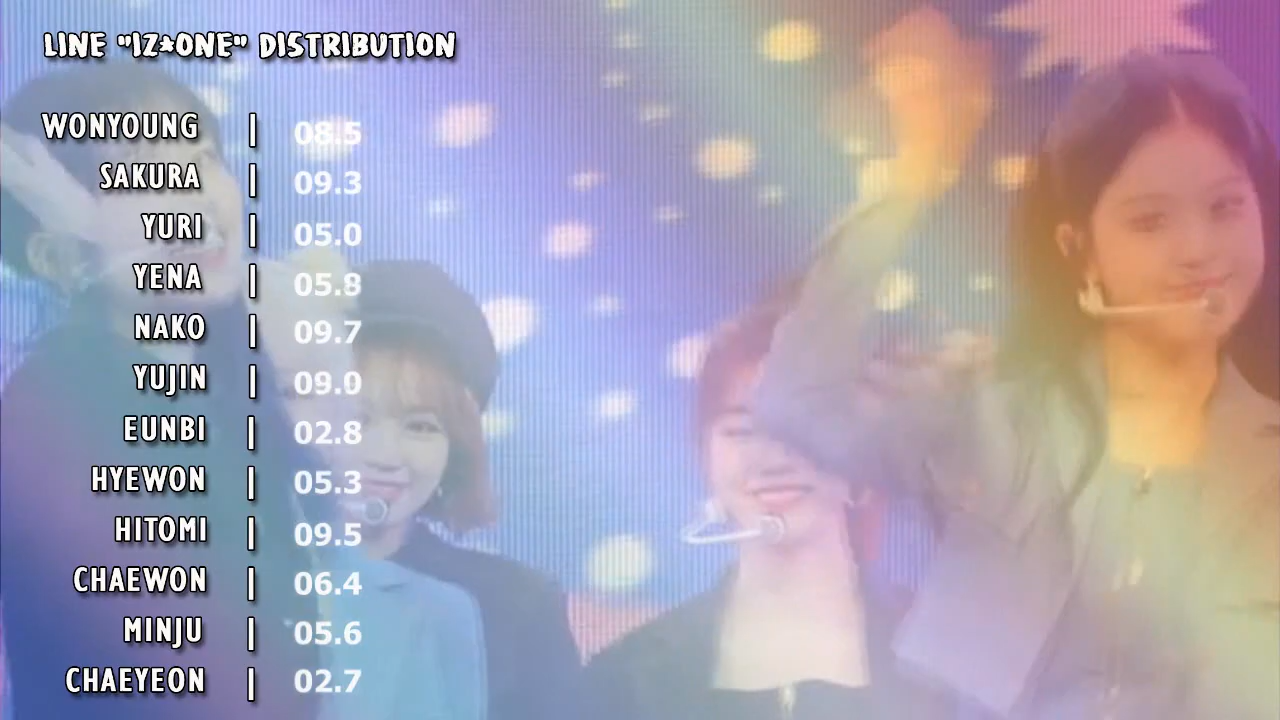 LINE "IZ*ONE" DISTRIBUTION
WONYOUNG | 08.5
SAKURA | 09.3
YURI | 05.0
YENA | 05.8
NAKO | 09.7
YUJIN | 09.0
EUNBI | 02.8
HYEWON | 05.3
HITOMI | 09.5
CHAEWON | 06.4
MINJU | 05.6
CHAEYEON | 02.7